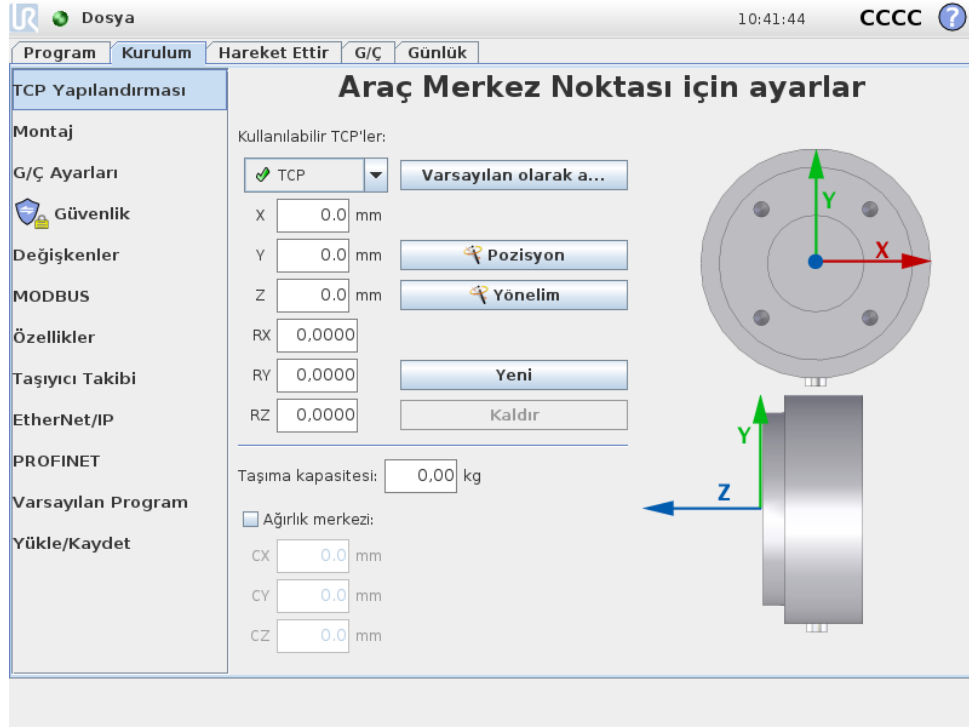 UR Dosya 10:41:44 CCCC ?
Program Kurulum Hareket Ettir G/Ç Günlük
TCP Yapılandırması
Montaj
G/Ç Ayarları
Güvenlik
Değişkenler
MODBUS
Özellikler
Taşıyıcı Takibi
EtherNet/IP
PROFINET
Varsayılan Program
Yükle/Kaydet
Araç Merkez Noktası için ayarlar
Kullanılabilir TCP'ler:
TCP Varsayılan olarak a...
X 0.0 mm
Y 0.0 mm Pozisyon
Z 0.0 mm Yönelim
RX 0,0000
RY 0,0000 Yeni
RZ 0,0000 Kaldır
Taşıma kapasitesi: 0,00 kg
Ağırlık merkezi:
CX 0.0 mm
CY 0.0 mm
CZ 0.0 mm
Y
X
Y
Z